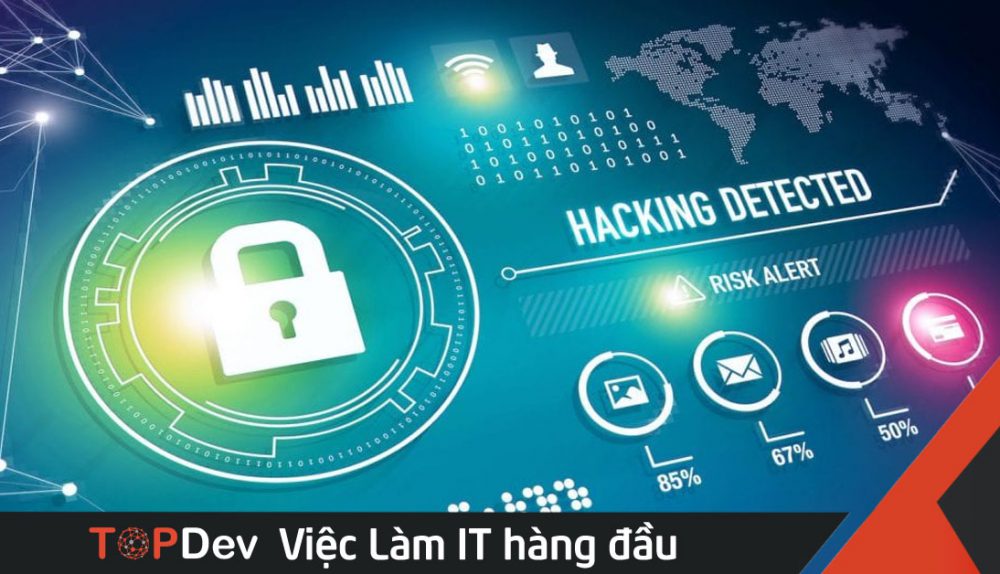 1 0 0 1 0 1 0 1 0 1
0 1 0 1 1 0 1 0 1 0 0
1 0 1 0 0 1 0 1 0 1 1 1
0 1 0 1 1 0 1 0 0 1
HACKING DETECTED
RISK ALERT
85%
67%
50%
TOPDev Việc Làm IT hàng đầu